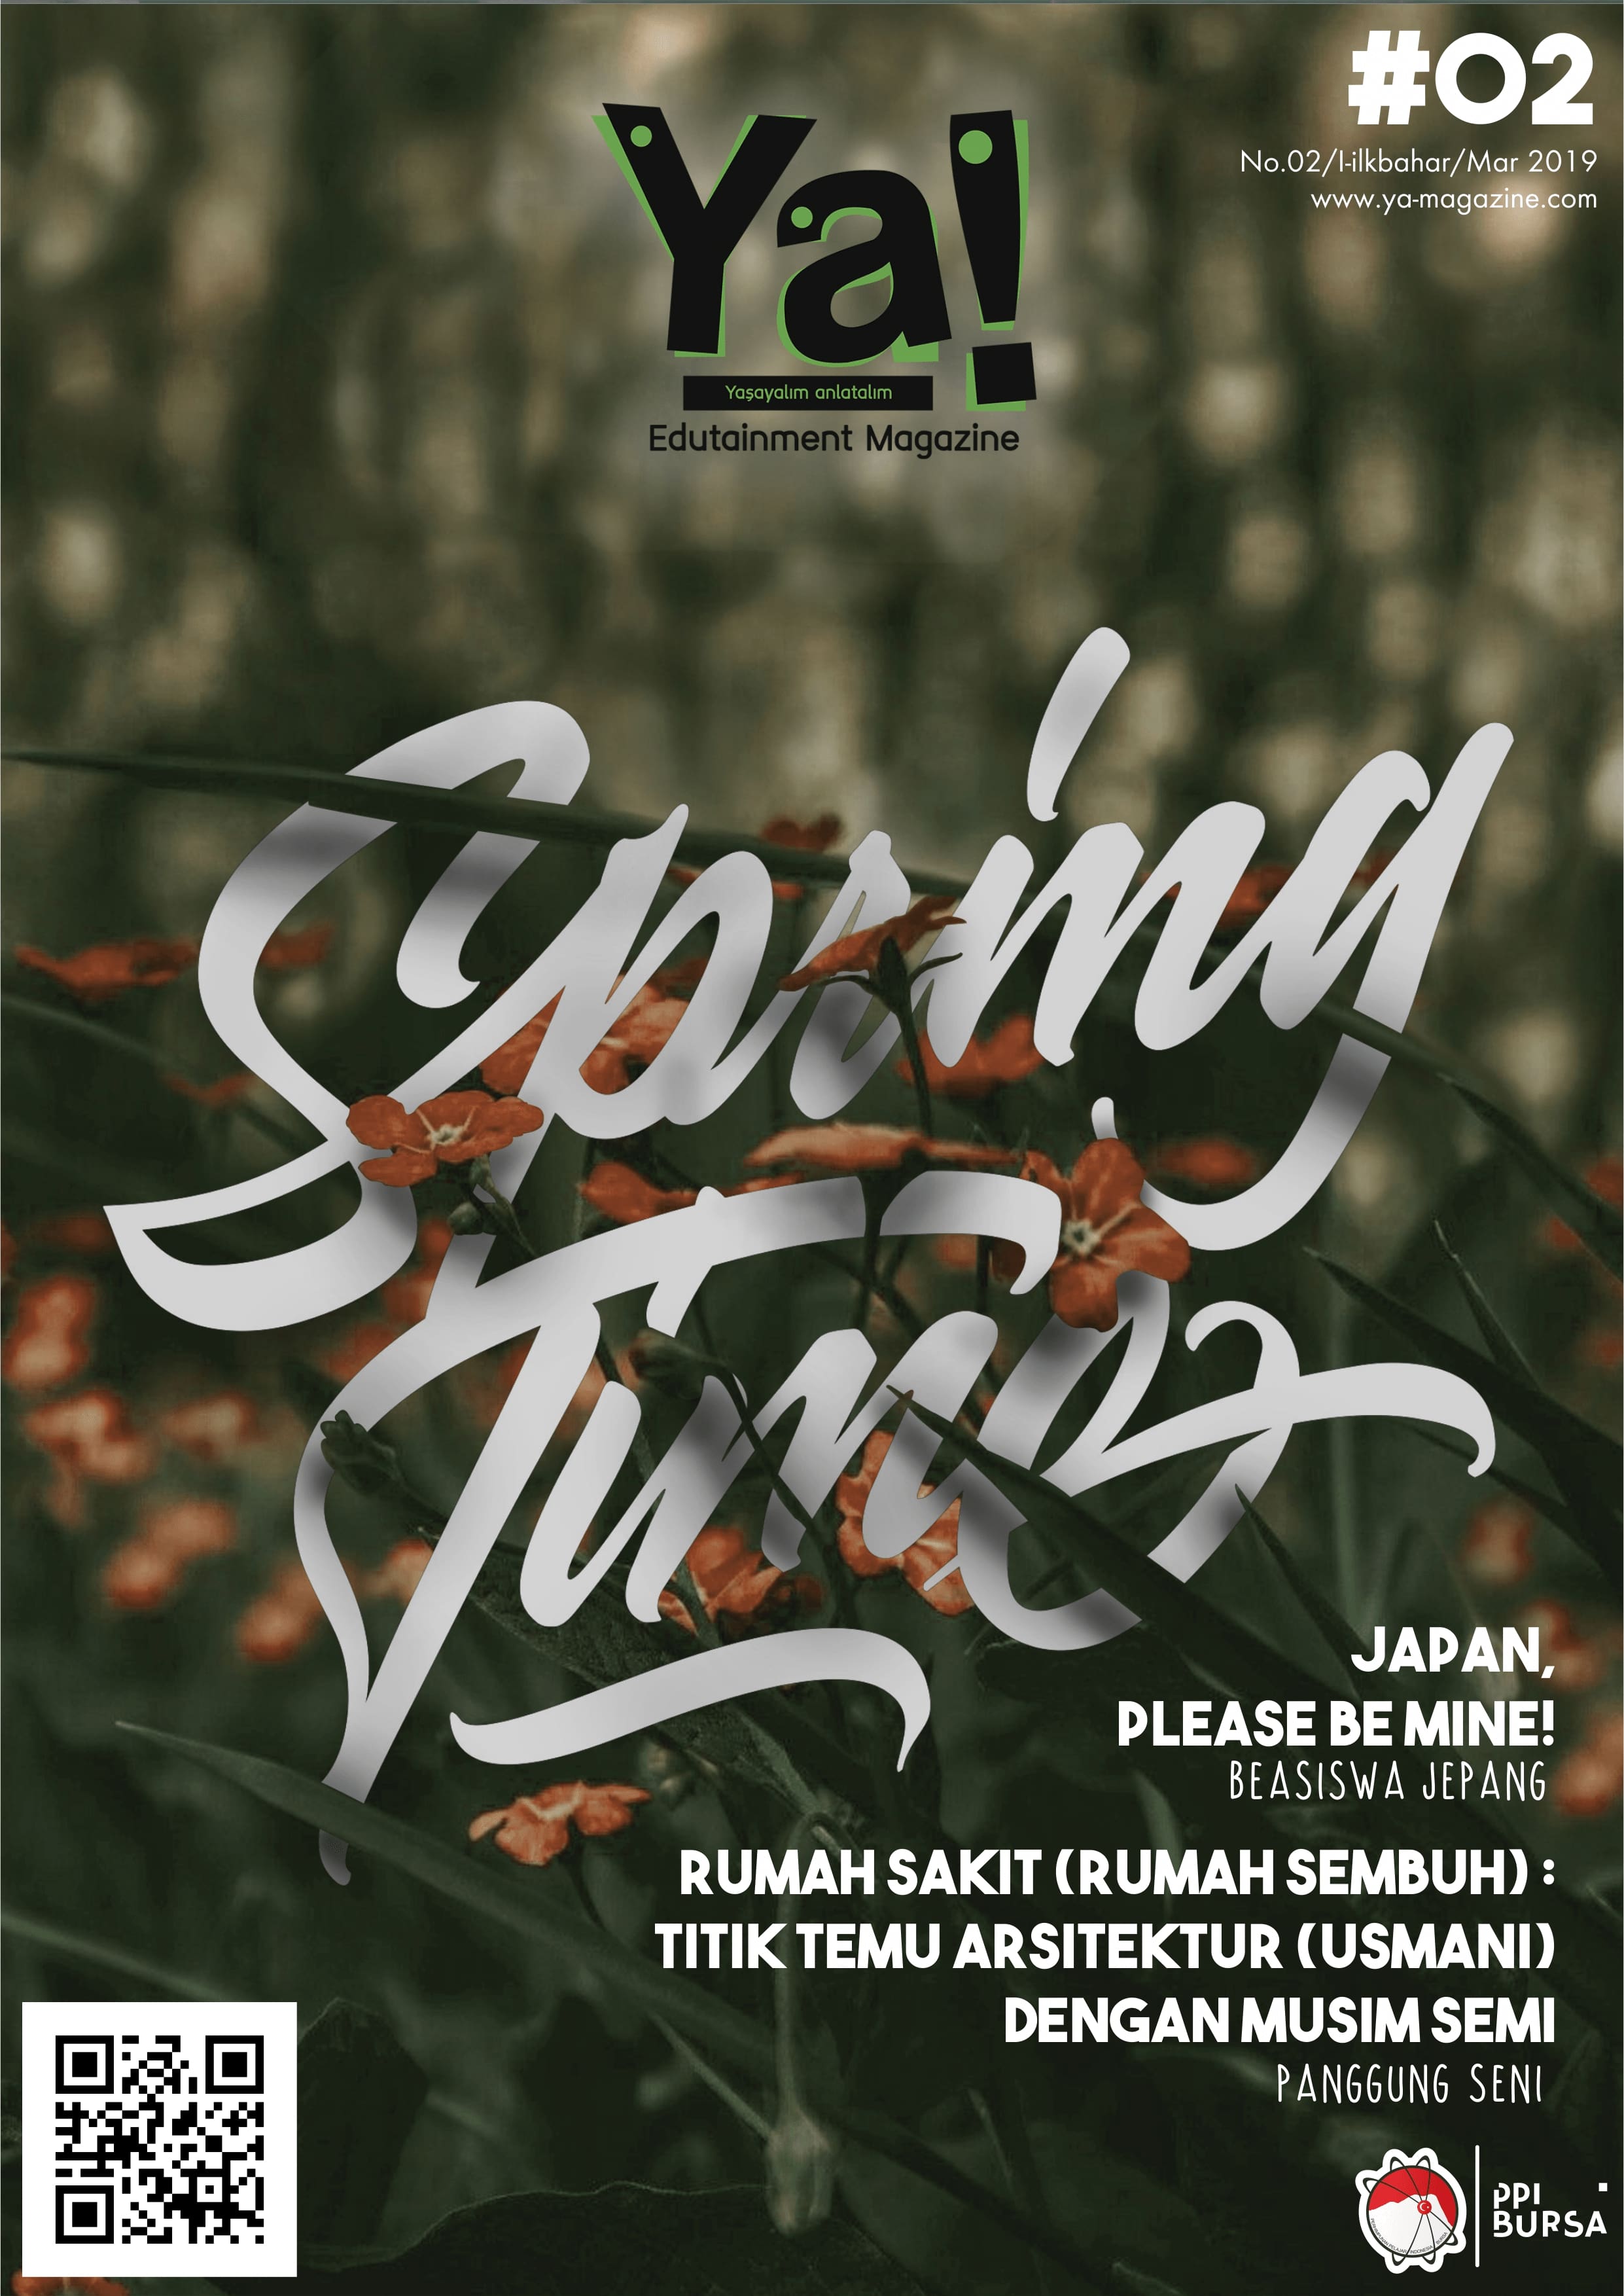 #02
No.02/I-ilkbahar/Mar 2019
www.ya-magazine.com
Ya!
Yaşayalım anlatalım
Edutainment Magazine
Spring
Time
JAPAN,
PLEASE BE MINE!
BEASISWA JEPANG
RUMAH SAKIT (RUMAH SEMBUH) :
TITIK TEMU ARSITEKTUR (USMANI)
DENGAN MUSIM SEMI
PANGGUNG SENI
PPI
BURSA